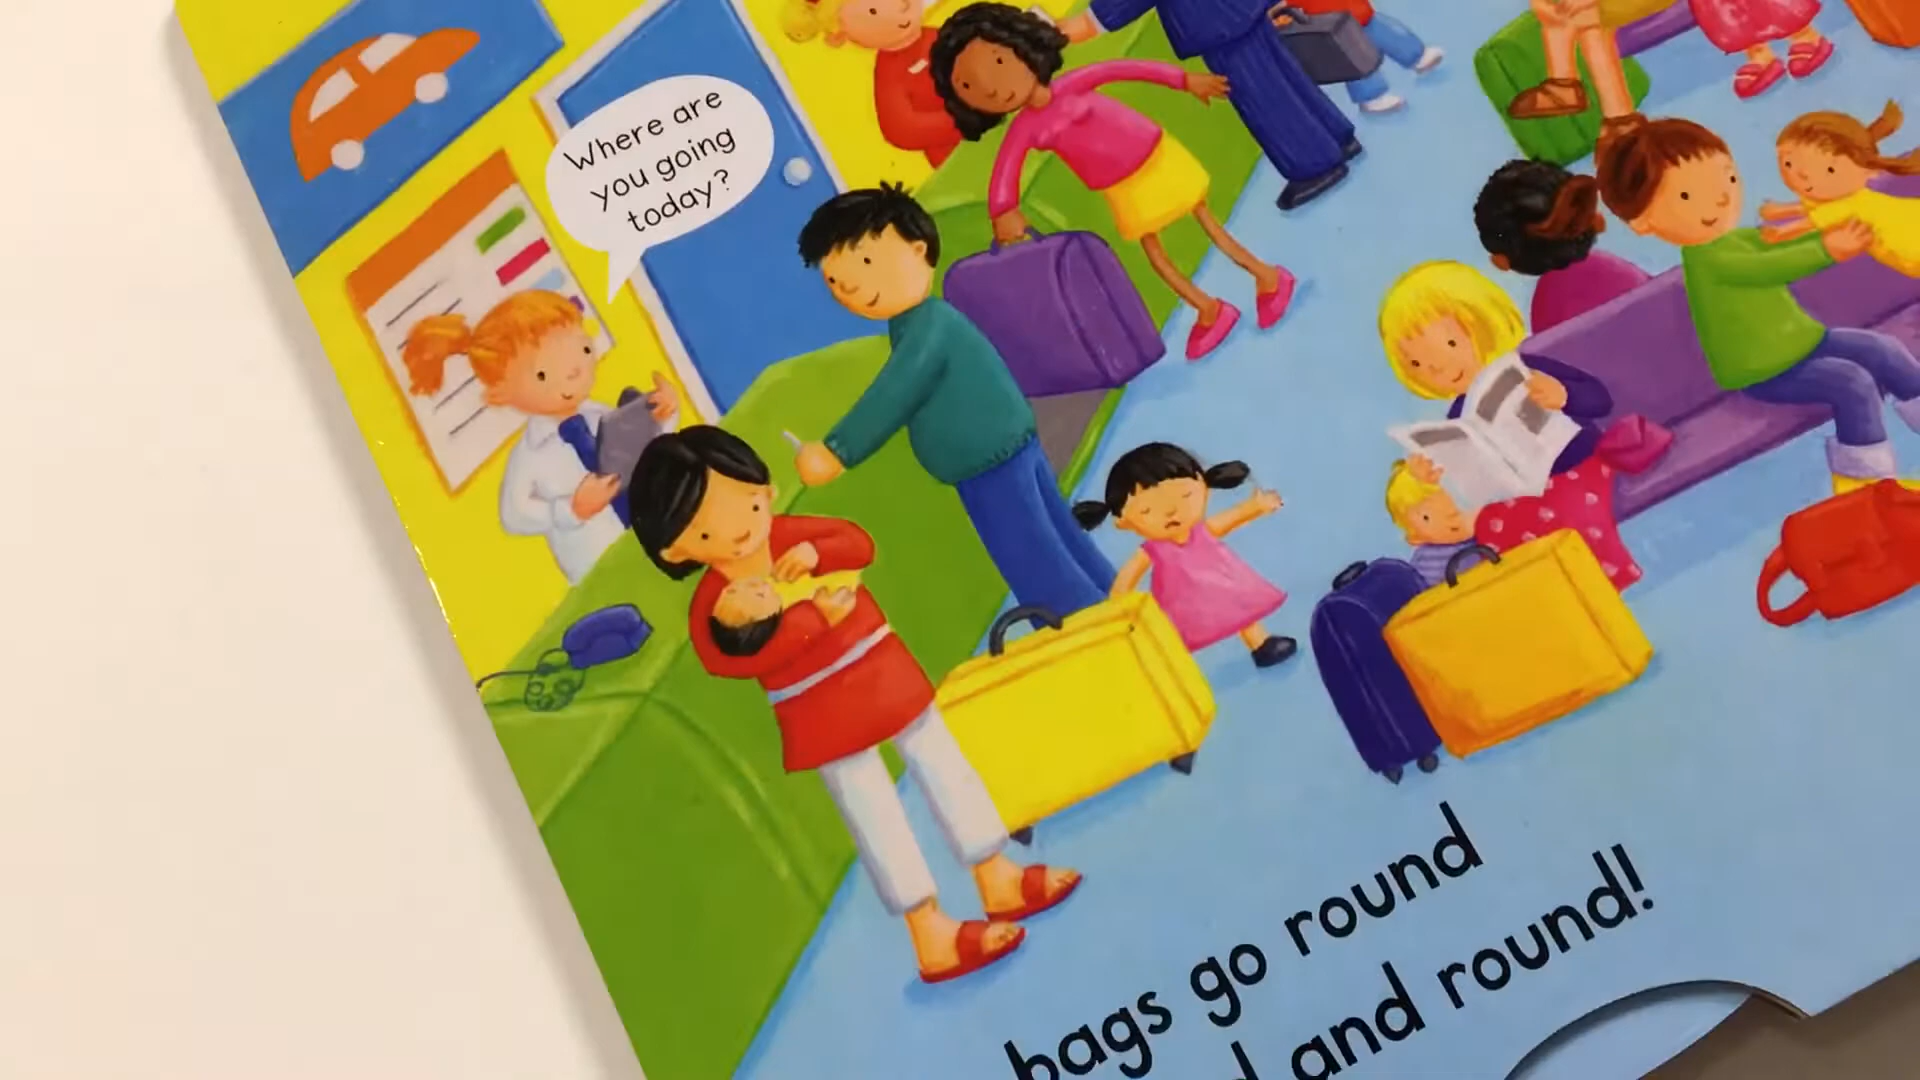 Where are
you going
today?
bags go round
and round!